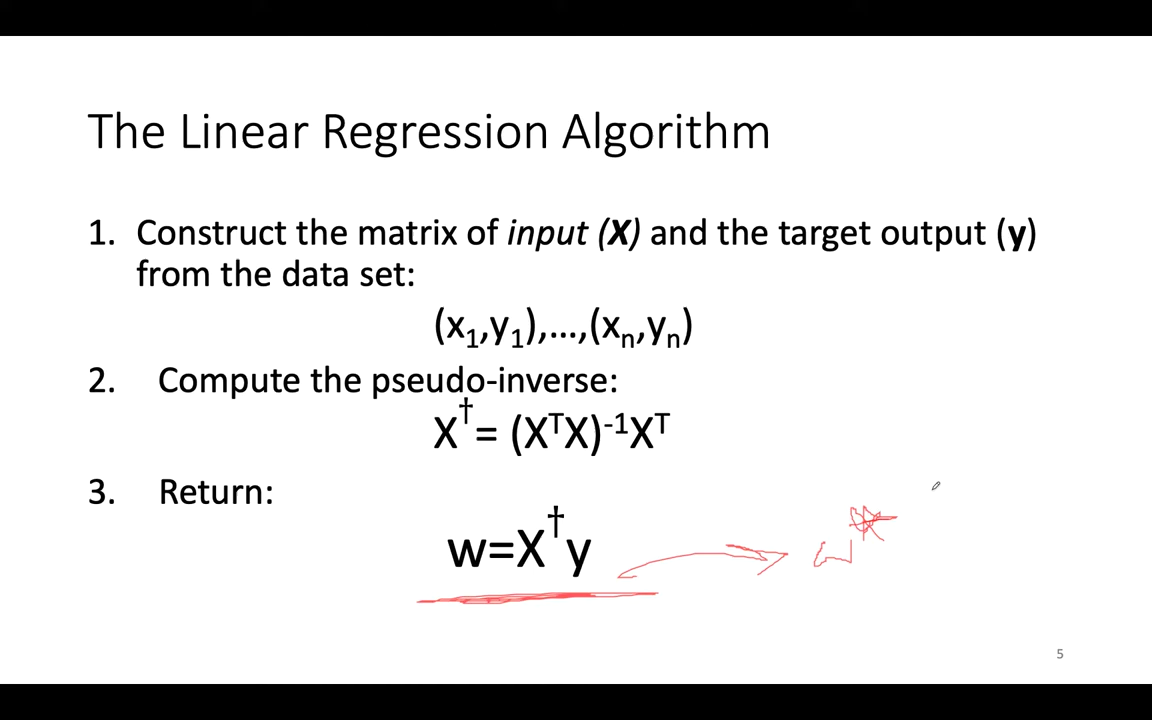 The Linear Regression Algorithm
1. Construct the matrix of input (X) and the target output (y)
from the data set:
(x₁,y₁),…,(xₙ,yₙ)
2. Compute the pseudo-inverse:
X†= (XᵀX)⁻¹Xᵀ
3. Return:
w=X†y
w*
5